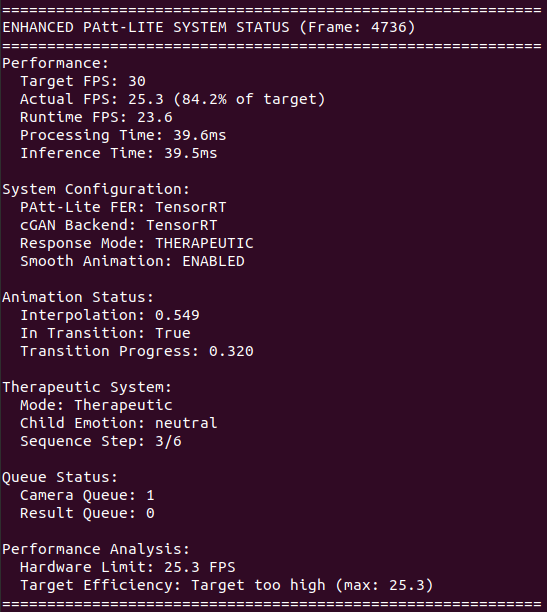 ============================================================
ENHANCED PAtt-LITE SYSTEM STATUS (Frame: 4736)
============================================================
Performance:
  Target FPS: 30
  Actual FPS: 25.3 (84.2% of target)
  Runtime FPS: 23.6
  Processing Time: 39.6ms
  Inference Time: 39.5ms

System Configuration:
  PAtt-Lite FER: TensorRT
  cGAN Backend: TensorRT
  Response Mode: THERAPEUTIC
  Smooth Animation: ENABLED

Animation Status:
  Interpolation: 0.549
  In Transition: True
  Transition Progress: 0.320

Therapeutic System:
  Mode: Therapeutic
  Child Emotion: neutral
  Sequence Step: 3/6

Queue Status:
  Camera Queue: 1
  Result Queue: 0

Performance Analysis:
  Hardware Limit: 25.3 FPS
  Target Efficiency: Target too high (max: 25.3)
============================================================